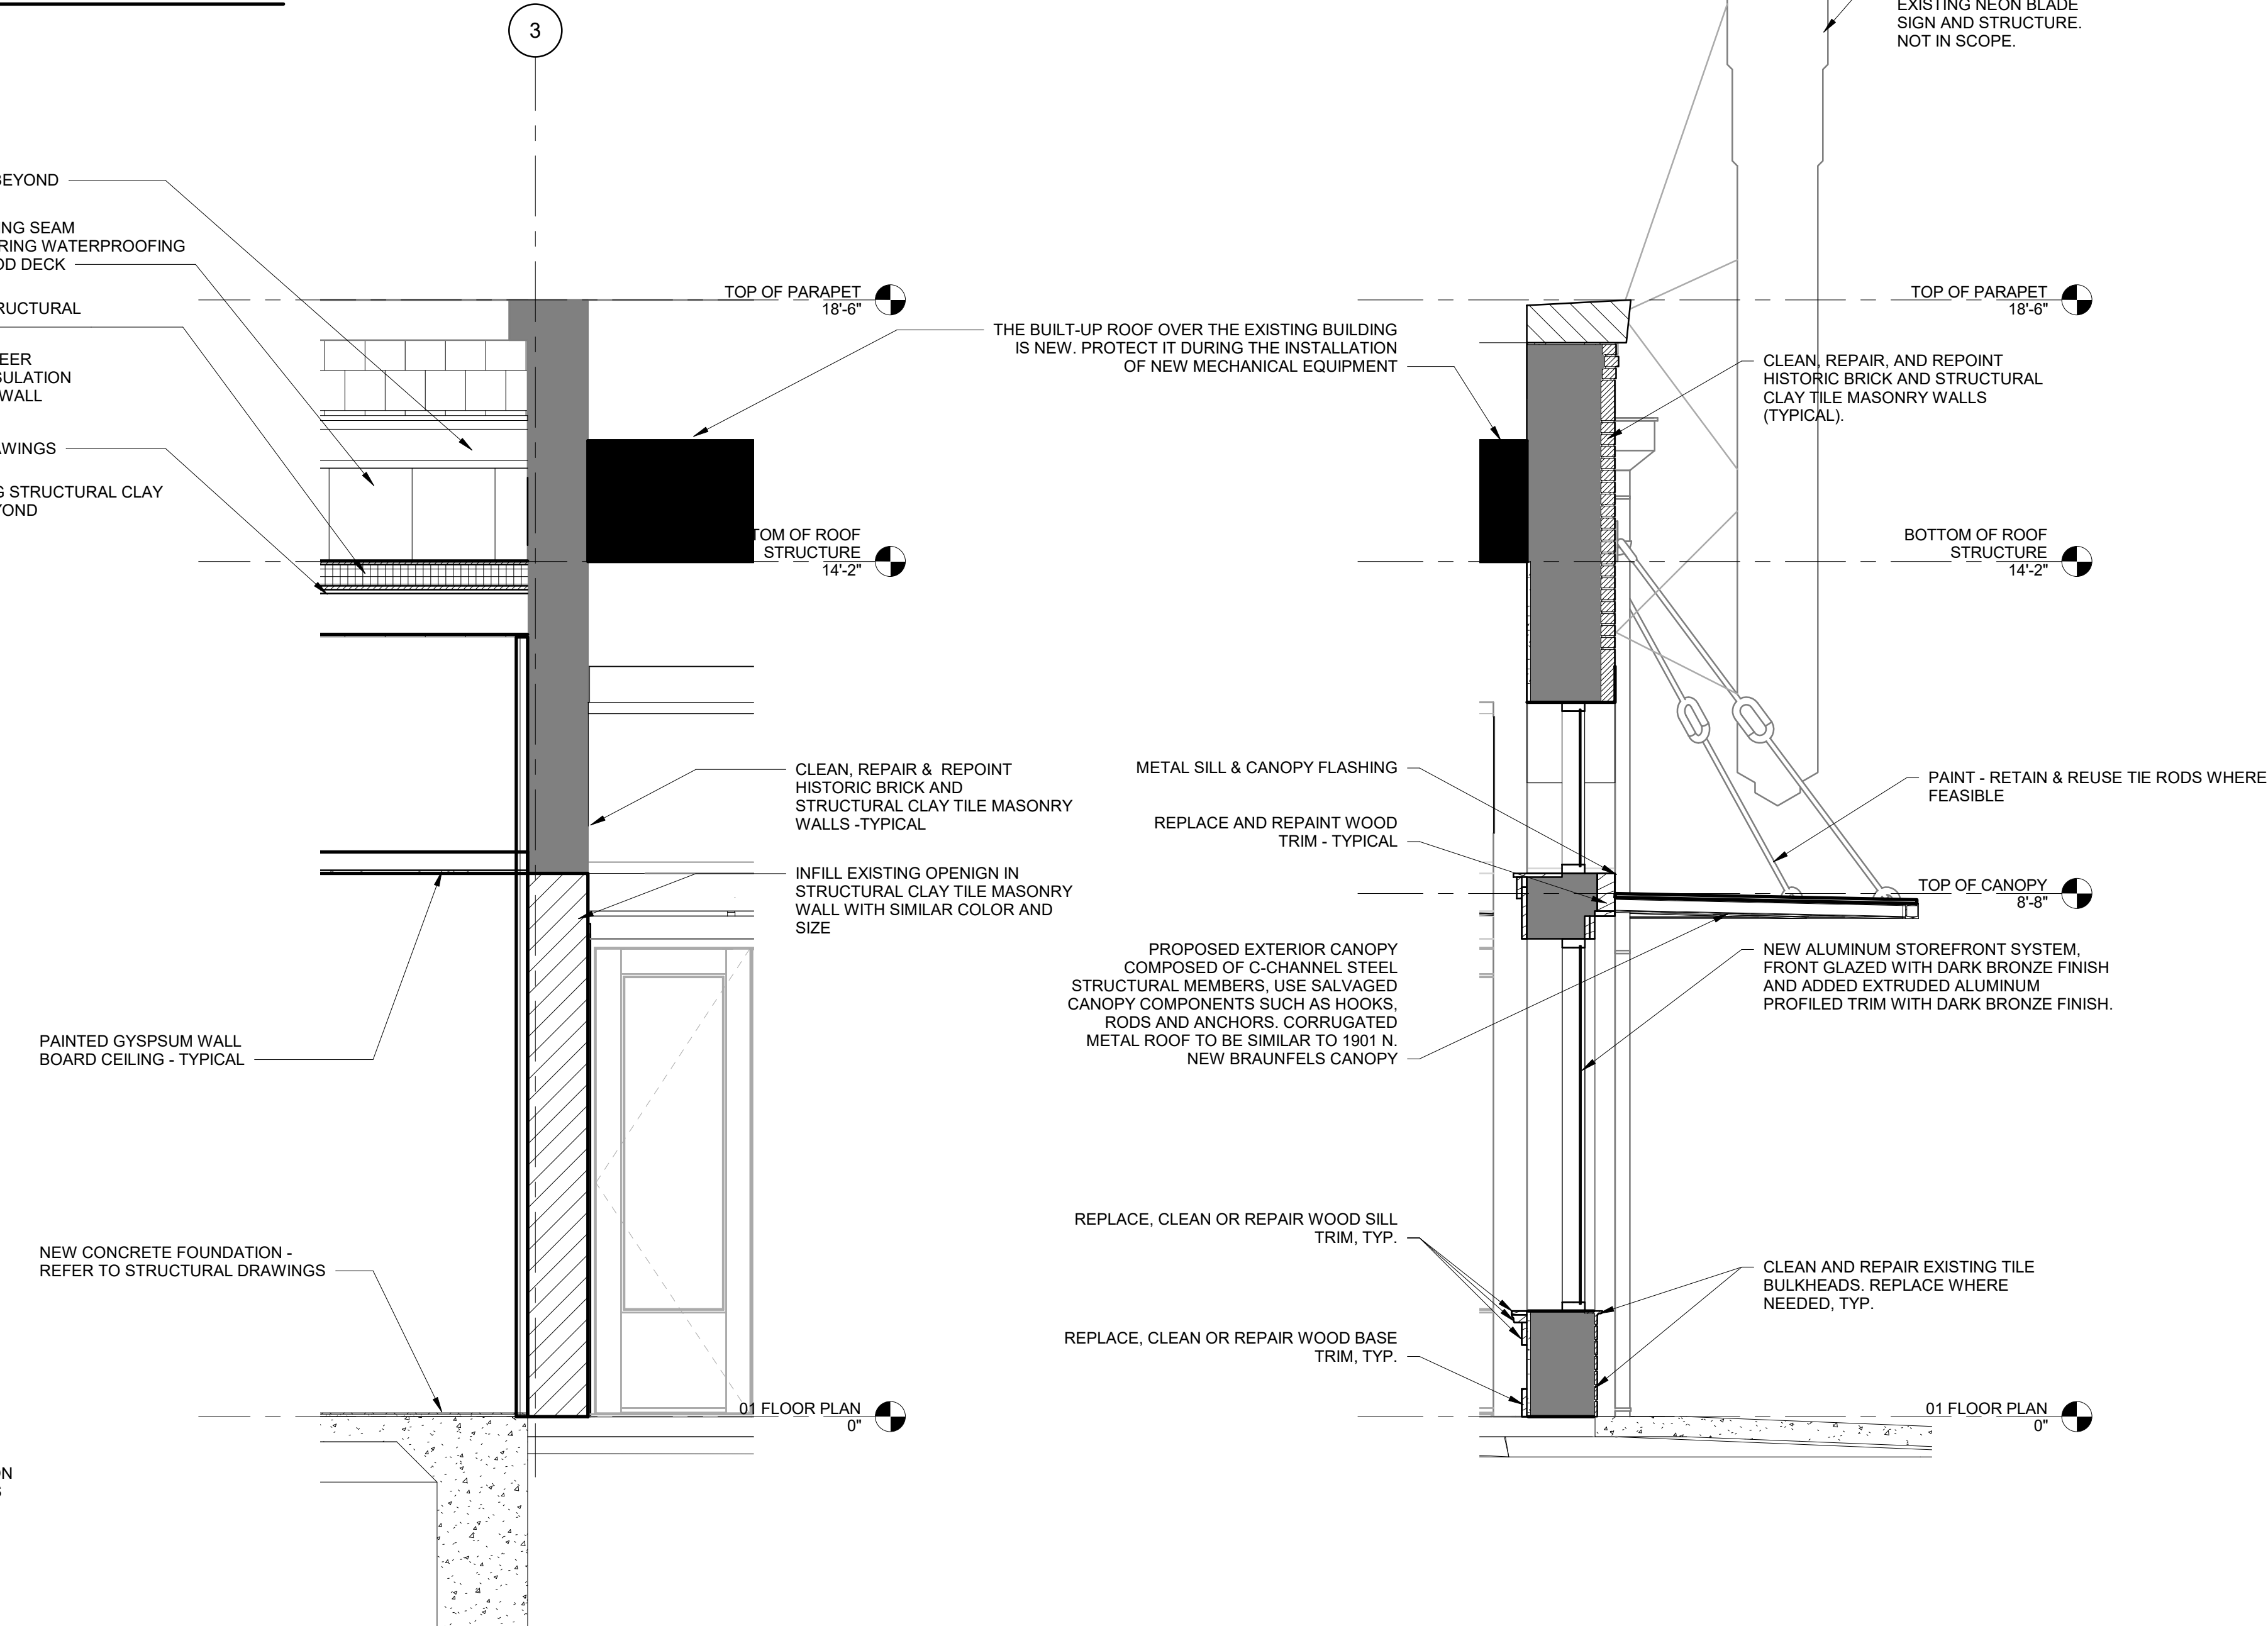 3
EXISTING NEON BLADE
SIGN AND STRUCTURE.
NOT IN SCOPE.
BEYOND
SEAM
WATERPROOFING
DECK
INSULATION
WALL
STRUCTURAL CLAY
TOP OF PARAPET
18'-6"
THE BUILT-UP ROOF OVER THE EXISTING BUILDING
IS NEW. PROTECT IT DURING THE INSTALLATION
OF NEW MECHANICAL EQUIPMENT
OF ROOF
STRUCTURE
14'-2"
CLEAN, REPAIR & REPOINT
HISTORIC BRICK AND
STRUCTURAL CLAY TILE MASONRY
WALLS -TYPICAL
INFILL EXISTING OPENIGN IN
STRUCTURAL CLAY TILE MASONRY
WALL WITH SIMILAR COLOR AND
SIZE
PAINTED GYSPSUM WALL
BOARD CEILING - TYPICAL
NEW CONCRETE FOUNDATION -
REFER TO STRUCTURAL DRAWINGS
01 FLOOR PLAN
0"
TOP OF PARAPET
18'-6"
CLEAN, REPAIR, AND REPOINT
HISTORIC BRICK AND STRUCTURAL
CLAY TILE MASONRY WALLS
(TYPICAL).
BOTTOM OF ROOF
STRUCTURE
14'-2"
METAL SILL & CANOPY FLASHING
REPLACE AND REPAINT WOOD
TRIM - TYPICAL
PAINT - RETAIN & REUSE TIE RODS WHERE
FEASIBLE
TOP OF CANOPY
8'-8"
PROPOSED EXTERIOR CANOPY
COMPOSED OF C-CHANNEL STEEL
STRUCTURAL MEMBERS, USE SALVAGED
CANOPY COMPONENTS SUCH AS HOOKS,
RODS AND ANCHORS. CORRUGATED
METAL ROOF TO BE SIMILAR TO 1901 N.
NEW BRAUNFELS CANOPY
NEW ALUMINUM STOREFRONT SYSTEM,
FRONT GLAZED WITH DARK BRONZE FINISH
AND ADDED EXTRUDED ALUMINUM
PROFILED TRIM WITH DARK BRONZE FINISH.
REPLACE, CLEAN OR REPAIR WOOD SILL
TRIM, TYP.
REPLACE, CLEAN OR REPAIR WOOD BASE
TRIM, TYP.
CLEAN AND REPAIR EXISTING TILE
BULKHEADS. REPLACE WHERE
NEEDED, TYP.
01 FLOOR PLAN
0"